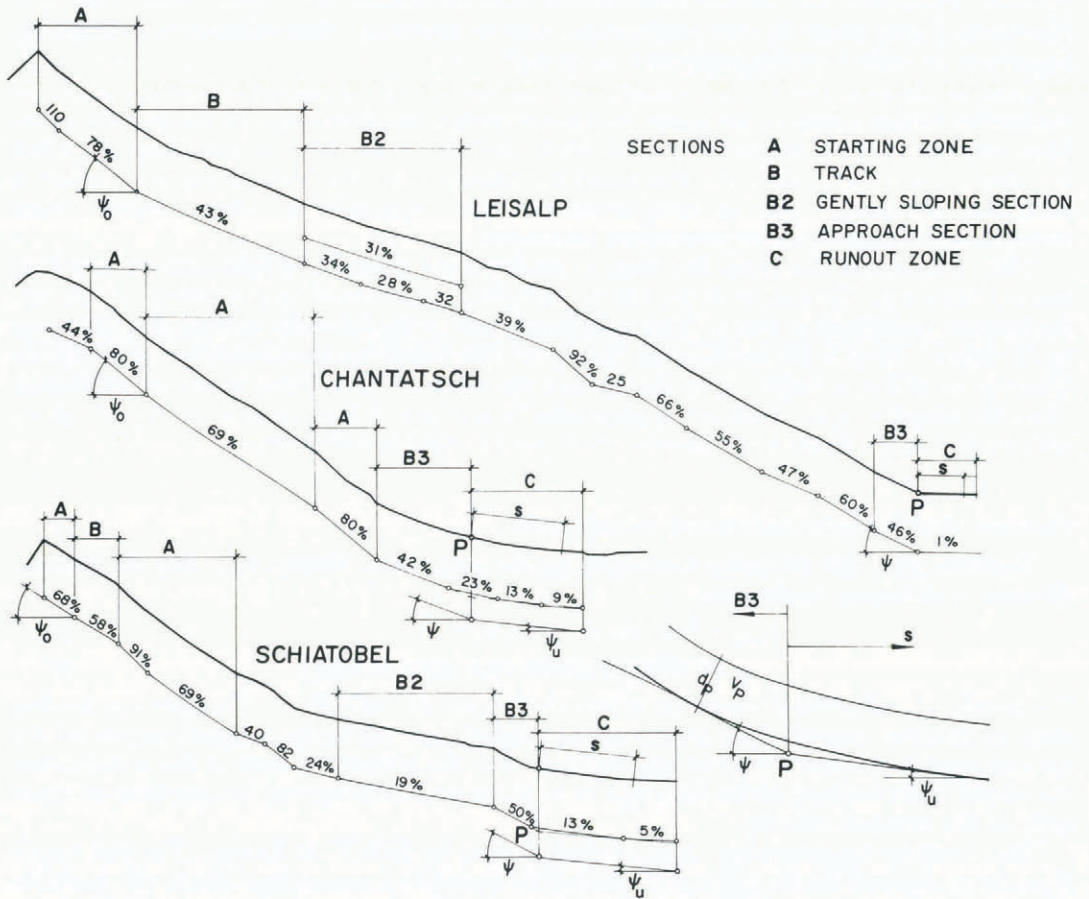 A
110
78%
ψo
B
43%
B2
31%
34%
28%
32
LEISALP
39%
92%
25
66%
55%
47%
60%
46%
1%
B3
C
s
P
ψ
SECTIONS A STARTING ZONE
B TRACK
B2 GENTLY SLOPING SECTION
B3 APPROACH SECTION
C RUNOUT ZONE
A
A
44%
80%
ψo
CHANTATSCH
69%
A
80%
B3
C
s
P
42%
23%
13%
9%
ψ
ψu
A
B
A
68%
58%
91%
69%
ψo
SCHIATOBEL
40
82
24%
B2
19%
B3
C
s
50%
P
13%
5%
ψ
ψu
B3
s
dp
Vp
ψ
P
ψu